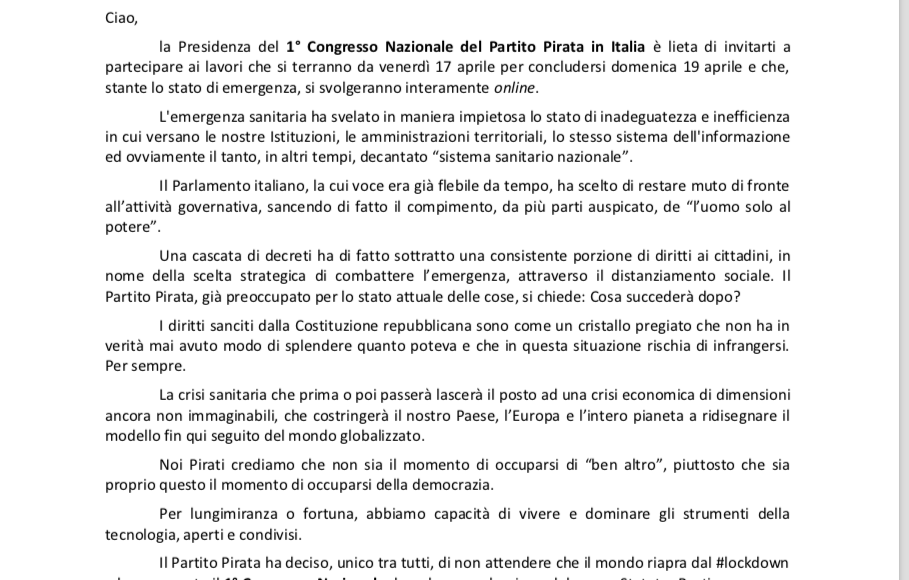 Ciao,
la Presidenza del 1° Congresso Nazionale del Partito Pirata in Italia è lieta di invitarti a
partecipare ai lavori che si terranno da venerdì 17 aprile per concludersi domenica 19 aprile e che,
stante lo stato di emergenza, si svolgeranno interamente online.
L'emergenza sanitaria ha svelato in maniera impietosa lo stato di inadeguatezza e inefficienza
in cui versano le nostre Istituzioni, le amministrazioni territoriali, lo stesso sistema dell'informazione
ed ovviamente il tanto, in altri tempi, decantato “sistema sanitario nazionale”.
Il Parlamento italiano, la cui voce era già flebile da tempo, ha scelto di restare muto di fronte
all’attività governativa, sancendo di fatto il compimento, da più parti auspicato, de “l’uomo solo al
potere”.
Una cascata di decreti ha di fatto sottratto una consistente porzione di diritti ai cittadini, in
nome della scelta strategica di combattere l’emergenza, attraverso il distanziamento sociale. Il
Partito Pirata, già preoccupato per lo stato attuale delle cose, si chiede: Cosa succederà dopo?
I diritti sanciti dalla Costituzione repubblicana sono come un cristallo pregiato che non ha in
verità mai avuto modo di splendere quanto poteva e che in questa situazione rischia di infrangersi.
Per sempre.
La crisi sanitaria che prima o poi passerà lascerà il posto ad una crisi economica di dimensioni
ancora non immaginabili, che costringerà il nostro Paese, l’Europa e l’intero pianeta a ridisegnare il
modello fin qui seguito del mondo globalizzato.
Noi Pirati crediamo che non sia il momento di occuparsi di “ben altro”, piuttosto che sia
proprio questo il momento di occuparsi della democrazia.
Per lungimiranza o fortuna, abbiamo capacità di vivere e dominare gli strumenti della
tecnologia, aperti e condivisi.
Il Partito Pirata ha deciso, unico tra tutti, di non attendere che il mondo riapra dal #lockdown